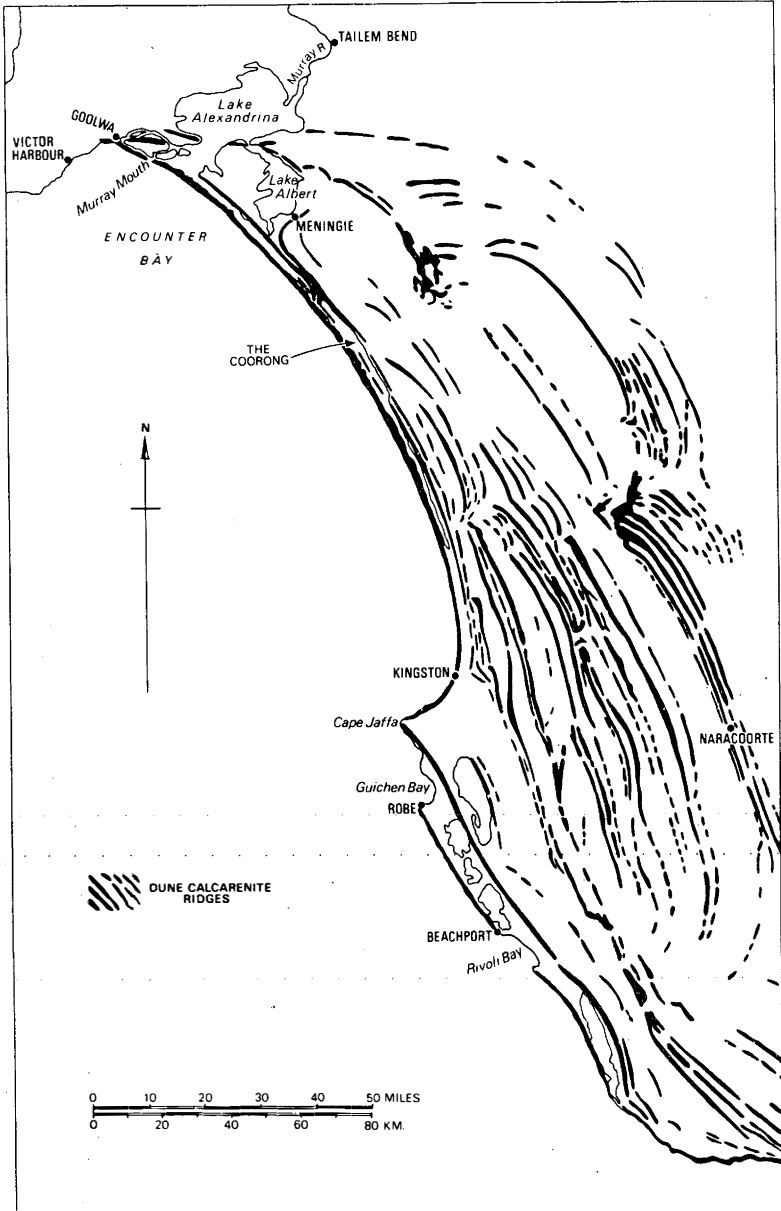 TAILEM BEND
Murray R
Lake
Alexandrina
GOOLWA
VICTOR
HARBOUR
Murray Mouth
Lake
Albert
MENINGIE
ENCOUNTER
BAY
THE
COORONG
N
KINGSTON
Cape Jaffa
NARACOORTE
Guichen Bay
ROBE
DUNE CALCARENITE
RIDGES
BEACHPORT
Rivoli Bay
0 10 20 30 40 50 MILES
0 20 40 60 80 KM.